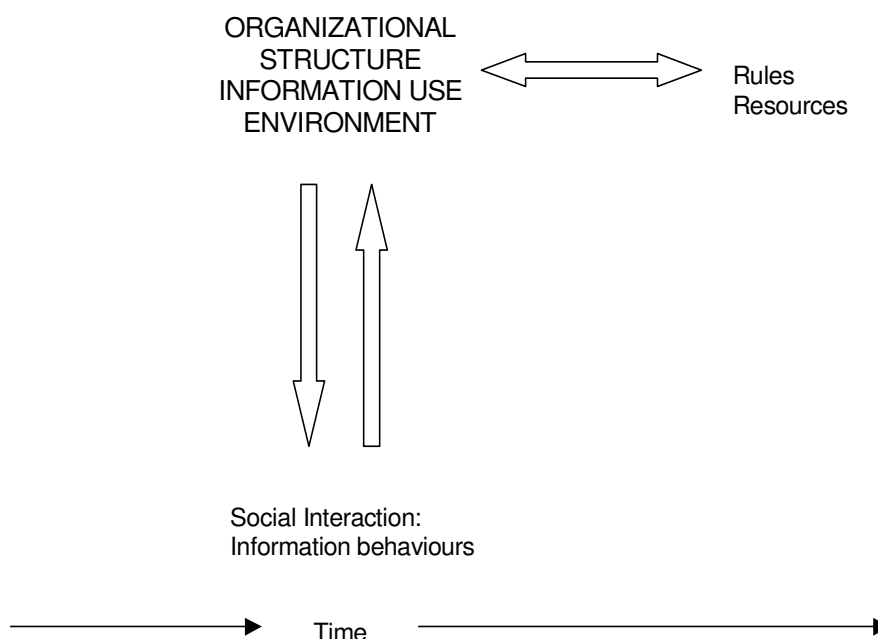 ORGANIZATIONAL
STRUCTURE
INFORMATION USE
ENVIRONMENT
Rules
Resources
Social Interaction:
Information behaviours
Time